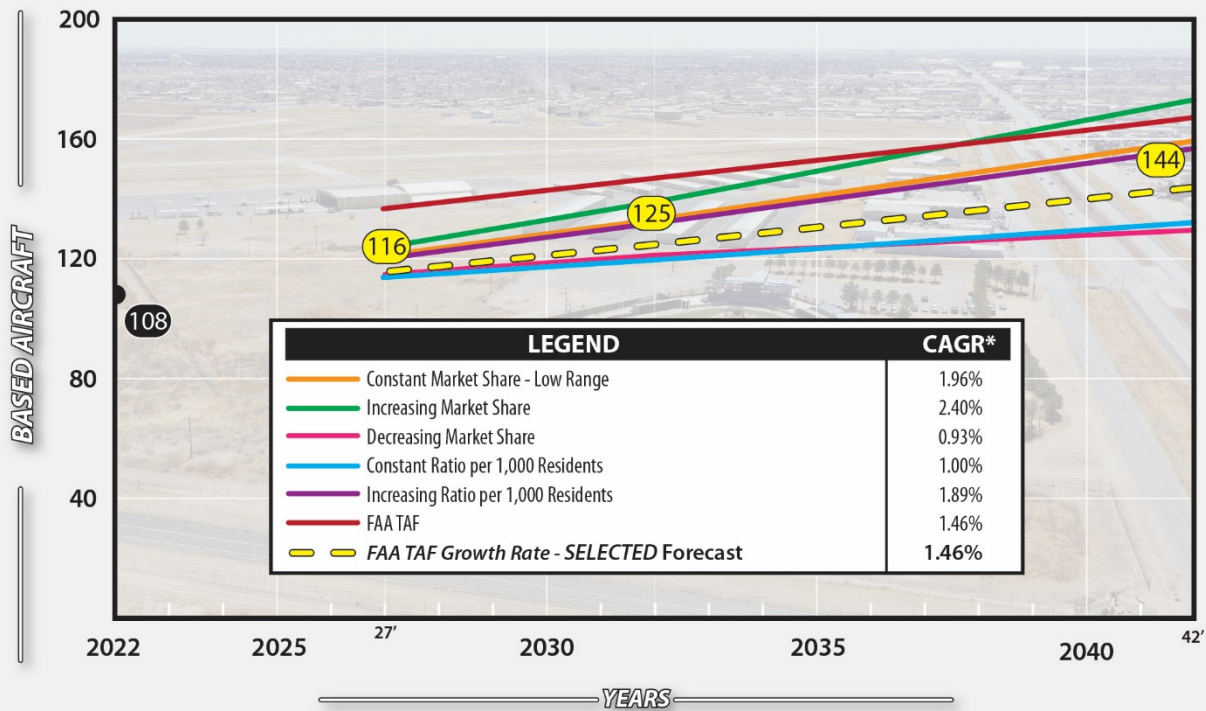 200
160
120
80
40
BASED AIRCRAFT
116
125
144
108
LEGEND CAGR*
Constant Market Share - Low Range 1.96%
Increasing Market Share 2.40%
Decreasing Market Share 0.93%
Constant Ratio per 1,000 Residents 1.00%
Increasing Ratio per 1,000 Residents 1.89%
FAA TAF 1.46%
FAA TAF Growth Rate - SELECTED Forecast 1.46%
2022 2025 27' 2030 2035 2040 42'
YEARS